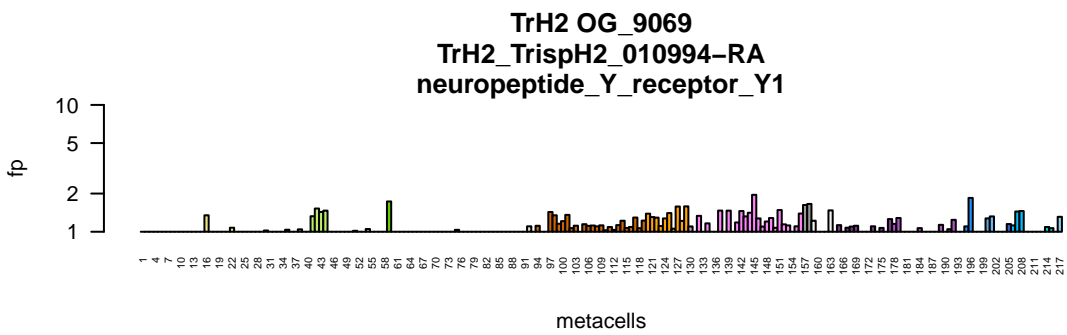 TrH2 OG_9069
TrH2_TrispH2_010994−RA
neuropeptide_Y_receptor_Y1
10
5
2
1
fp
1 4 7 10 13 16 19 22 25 28 31 34 37 40 43 46 49 52 55 58 61 64 67 70 73 76 79 82 85 88 91 94 97 100 103 106 109 112 115 118 121 124 127 130 133 136 139 142 145 148 151 154 157 160 163 166 169 172 175 178 181 184 187 190 193 196 199 202 205 208 211 214 217
metacells